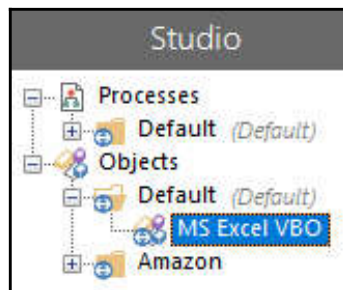 Studio
Processes
Default (Default)
Objects
Default (Default)
MS Excel VBO
Amazon